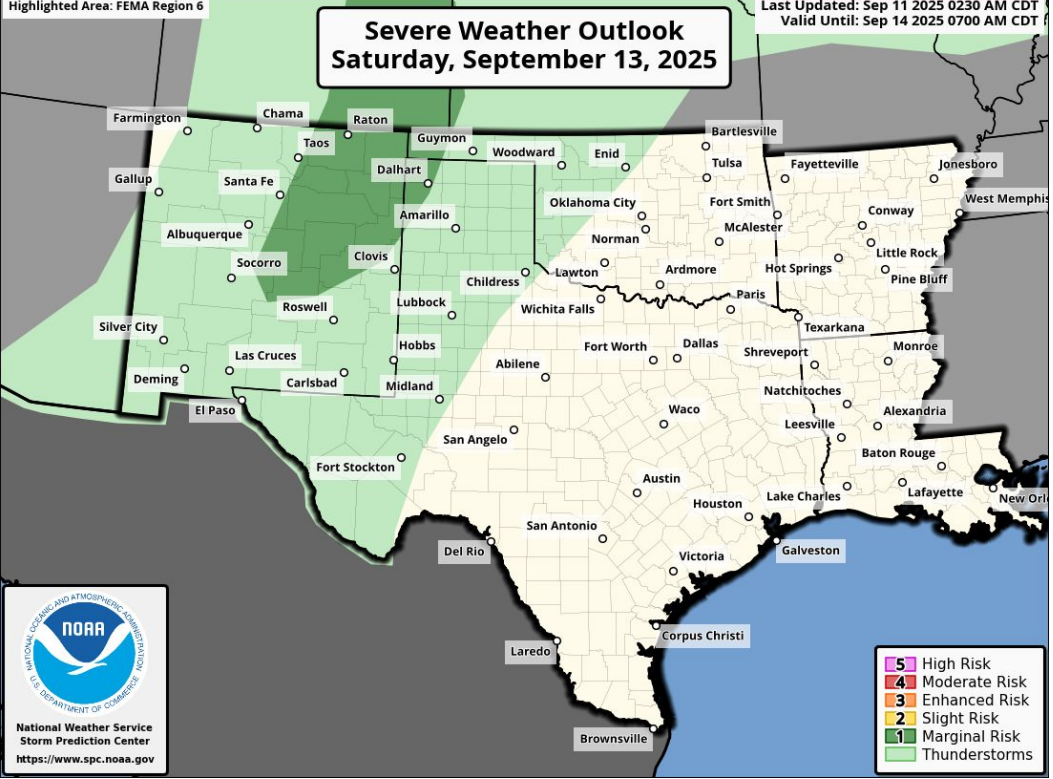 Highlighted Area: FEMA Region 6
Last Updated: Sep 11 2025 0230 AM CDT
Valid Until: Sep 14 2025 0700 AM CDT
Severe Weather Outlook
Saturday, September 13, 2025
Farmington
Chama
Raton
Taos
Guymon
Woodward
Enid
Bartlesville
Tulsa
Fayetteville
Jonesboro
Gallup
Santa Fe
Dalhart
Amarillo
Oklahoma City
Fort Smith
West Memphis
Conway
Albuquerque
Norman
McAlester
Socorro
Clovis
Childress
Lawton
Ardmore
Hot Springs
Little Rock
Pine Bluff
Roswell
Lubbock
Wichita Falls
Paris
Texarkana
Silver City
Las Cruces
Hobbs
Abilene
Fort Worth
Dallas
Shreveport
Monroe
Deming
Carlsbad
Midland
Natchitoches
El Paso
Waco
Alexandria
San Angelo
Leesville
Fort Stockton
Baton Rouge
Austin
Houston
Lake Charles
Lafayette
New Orl
San Antonio
Del Rio
Victoria
Galveston
Corpus Christi
Laredo
Brownsville
NATIONAL OCEANIC AND ATMOSPHERIC ADMINISTRATION
NOAA
U.S. DEPARTMENT OF COMMERCE
National Weather Service
Storm Prediction Center
https://www.spc.noaa.gov
5 High Risk
4 Moderate Risk
3 Enhanced Risk
2 Slight Risk
1 Marginal Risk
Thunderstorms